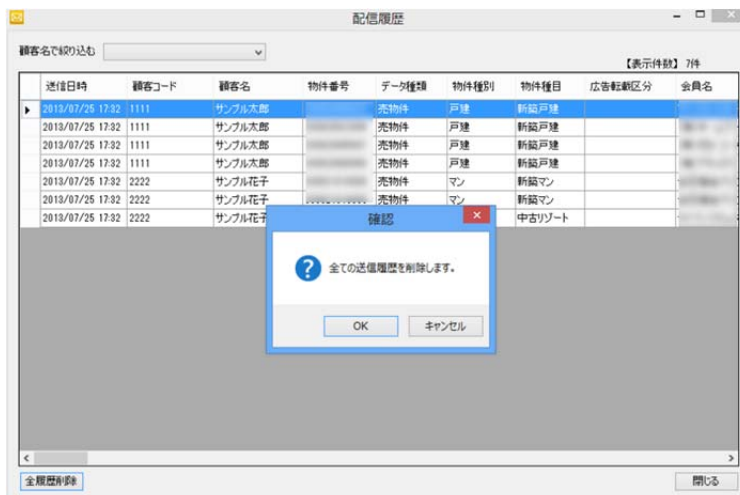 配信履歴
顧客名で絞り込む
【表示件数】 7件
送信日時 顧客コード 顧客名 物件番号 データ種類 物件種別 物件種目 広告転載区分 会員名
2013/07/25 17:32 1111 サンプル太郎 売物件 戸建 新築戸建
2013/07/25 17:32 1111 サンプル太郎 売物件 戸建 新築戸建
2013/07/25 17:32 1111 サンプル太郎 売物件 戸建 新築戸建
2013/07/25 17:32 1111 サンプル太郎 売物件 戸建 新築戸建
2013/07/25 17:32 2222 サンプル花子 売物件 マン 新築マン
2013/07/25 17:32 2222 サンプル花子 売物件 マン 新築マン
2013/07/25 17:32 2222 サンプル花子 中古リゾート
確認
全ての送信履歴を削除します。
OK キャンセル
全履歴削除 閉じる